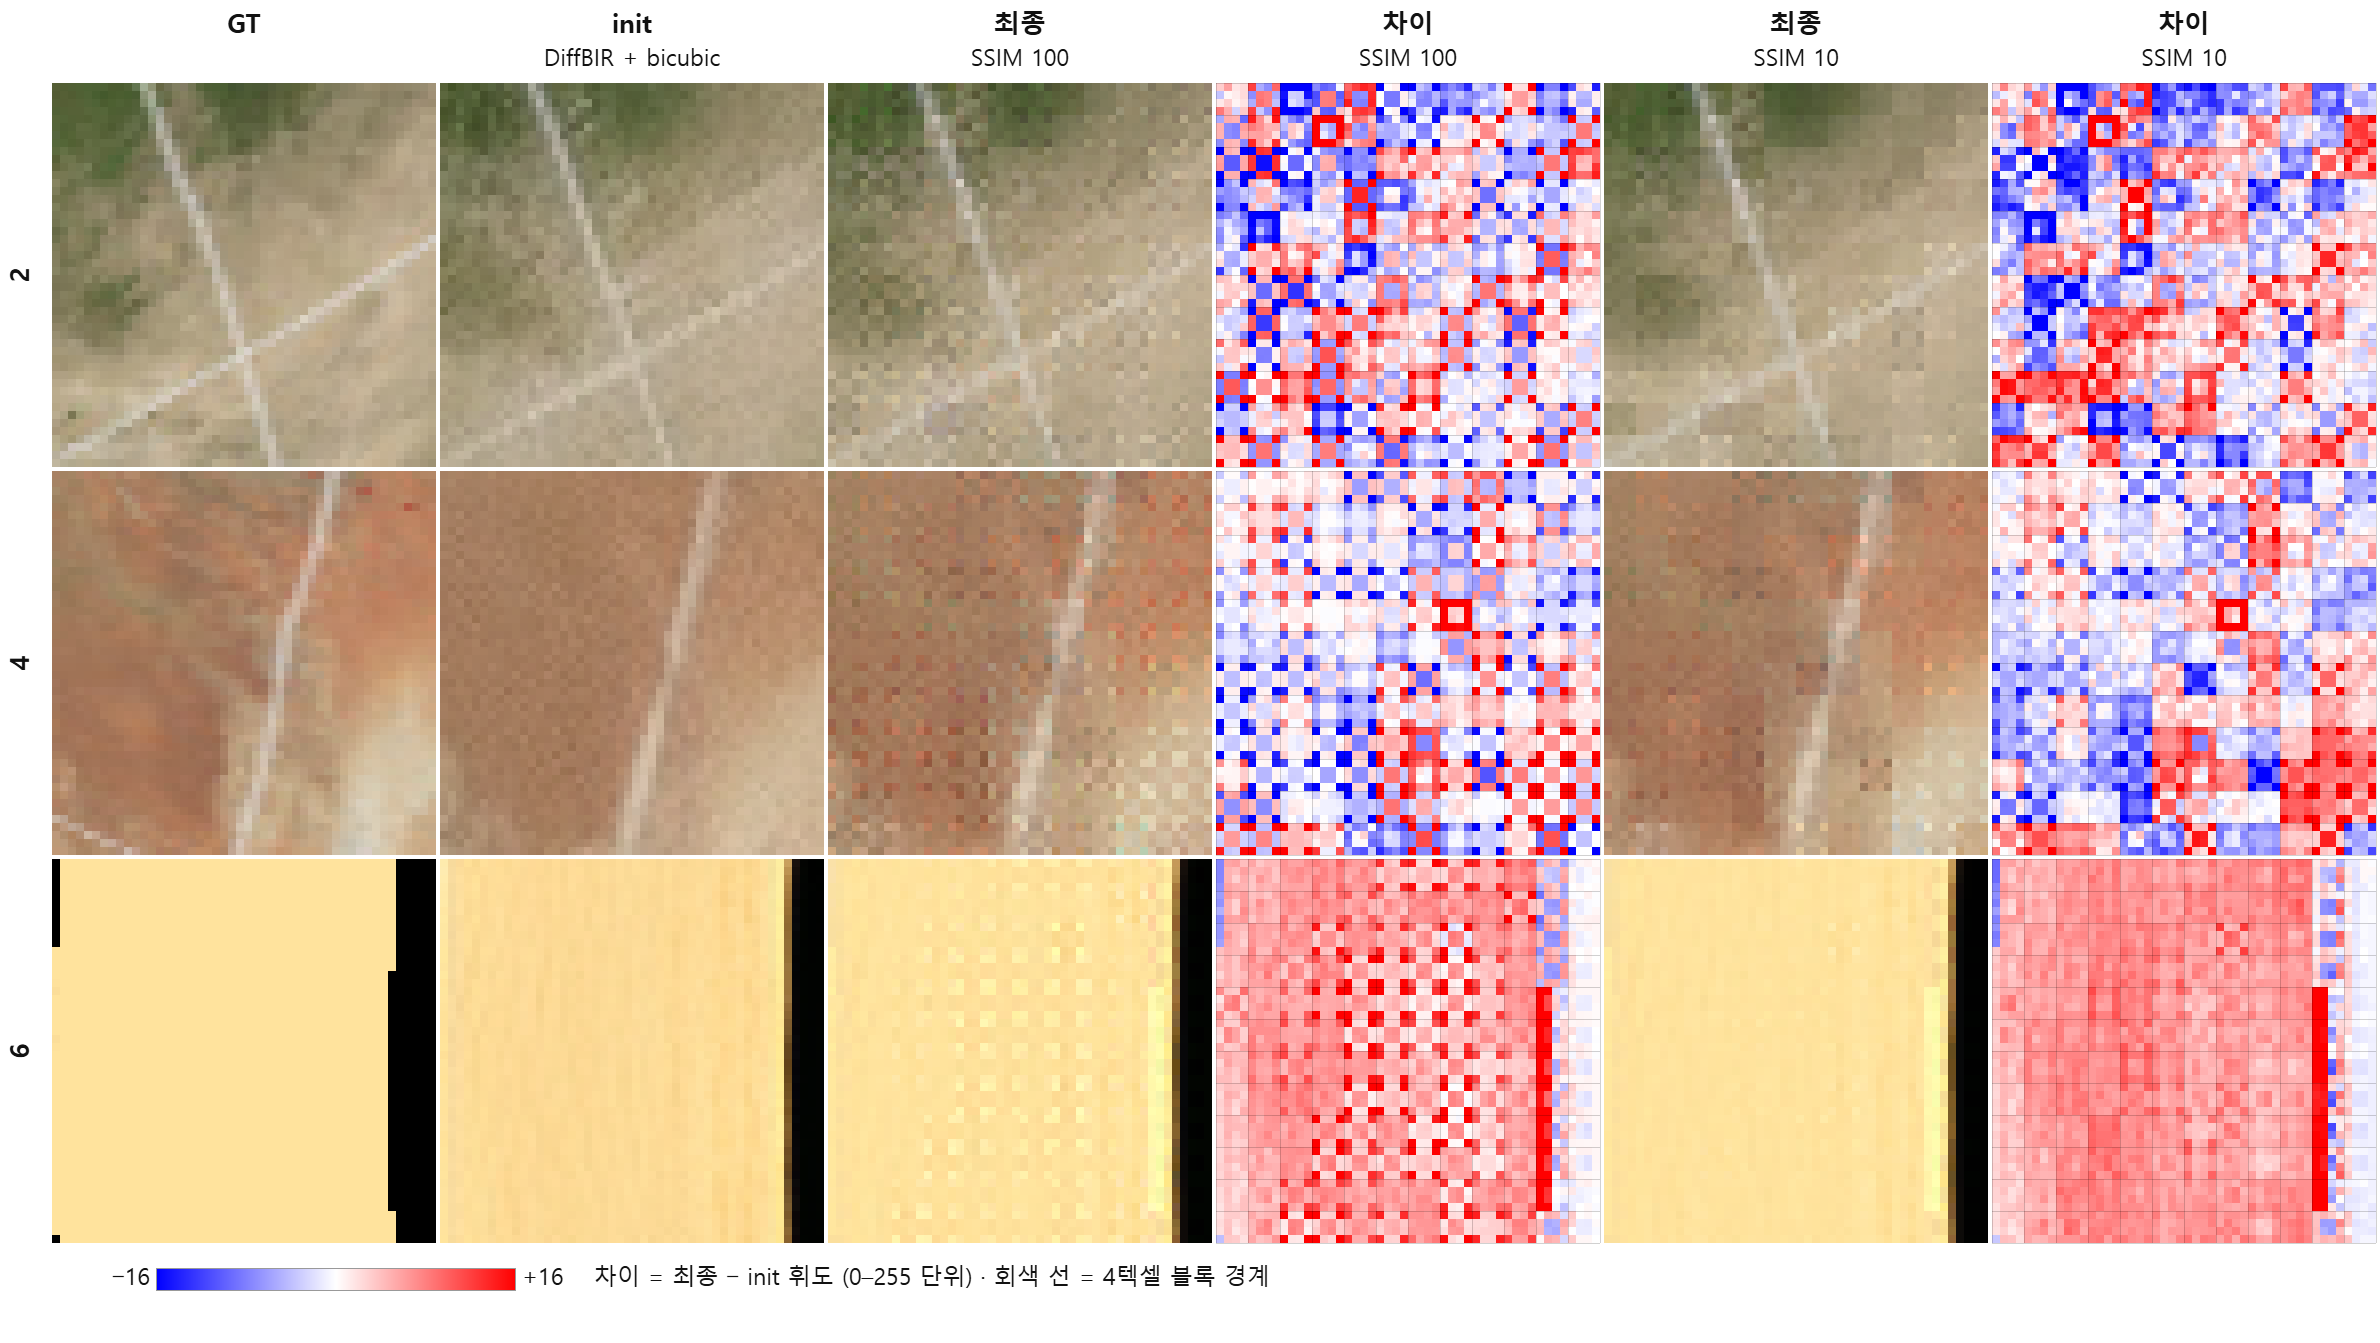 GT init 최종 차이 최종 차이
DiffBIR + bicubic SSIM 100 SSIM 100 SSIM 10 SSIM 10
2
4
6
−16 +16 차이 = 최종 − init 휘도 (0–255 단위) · 회색 선 = 4텍셀 블록 경계